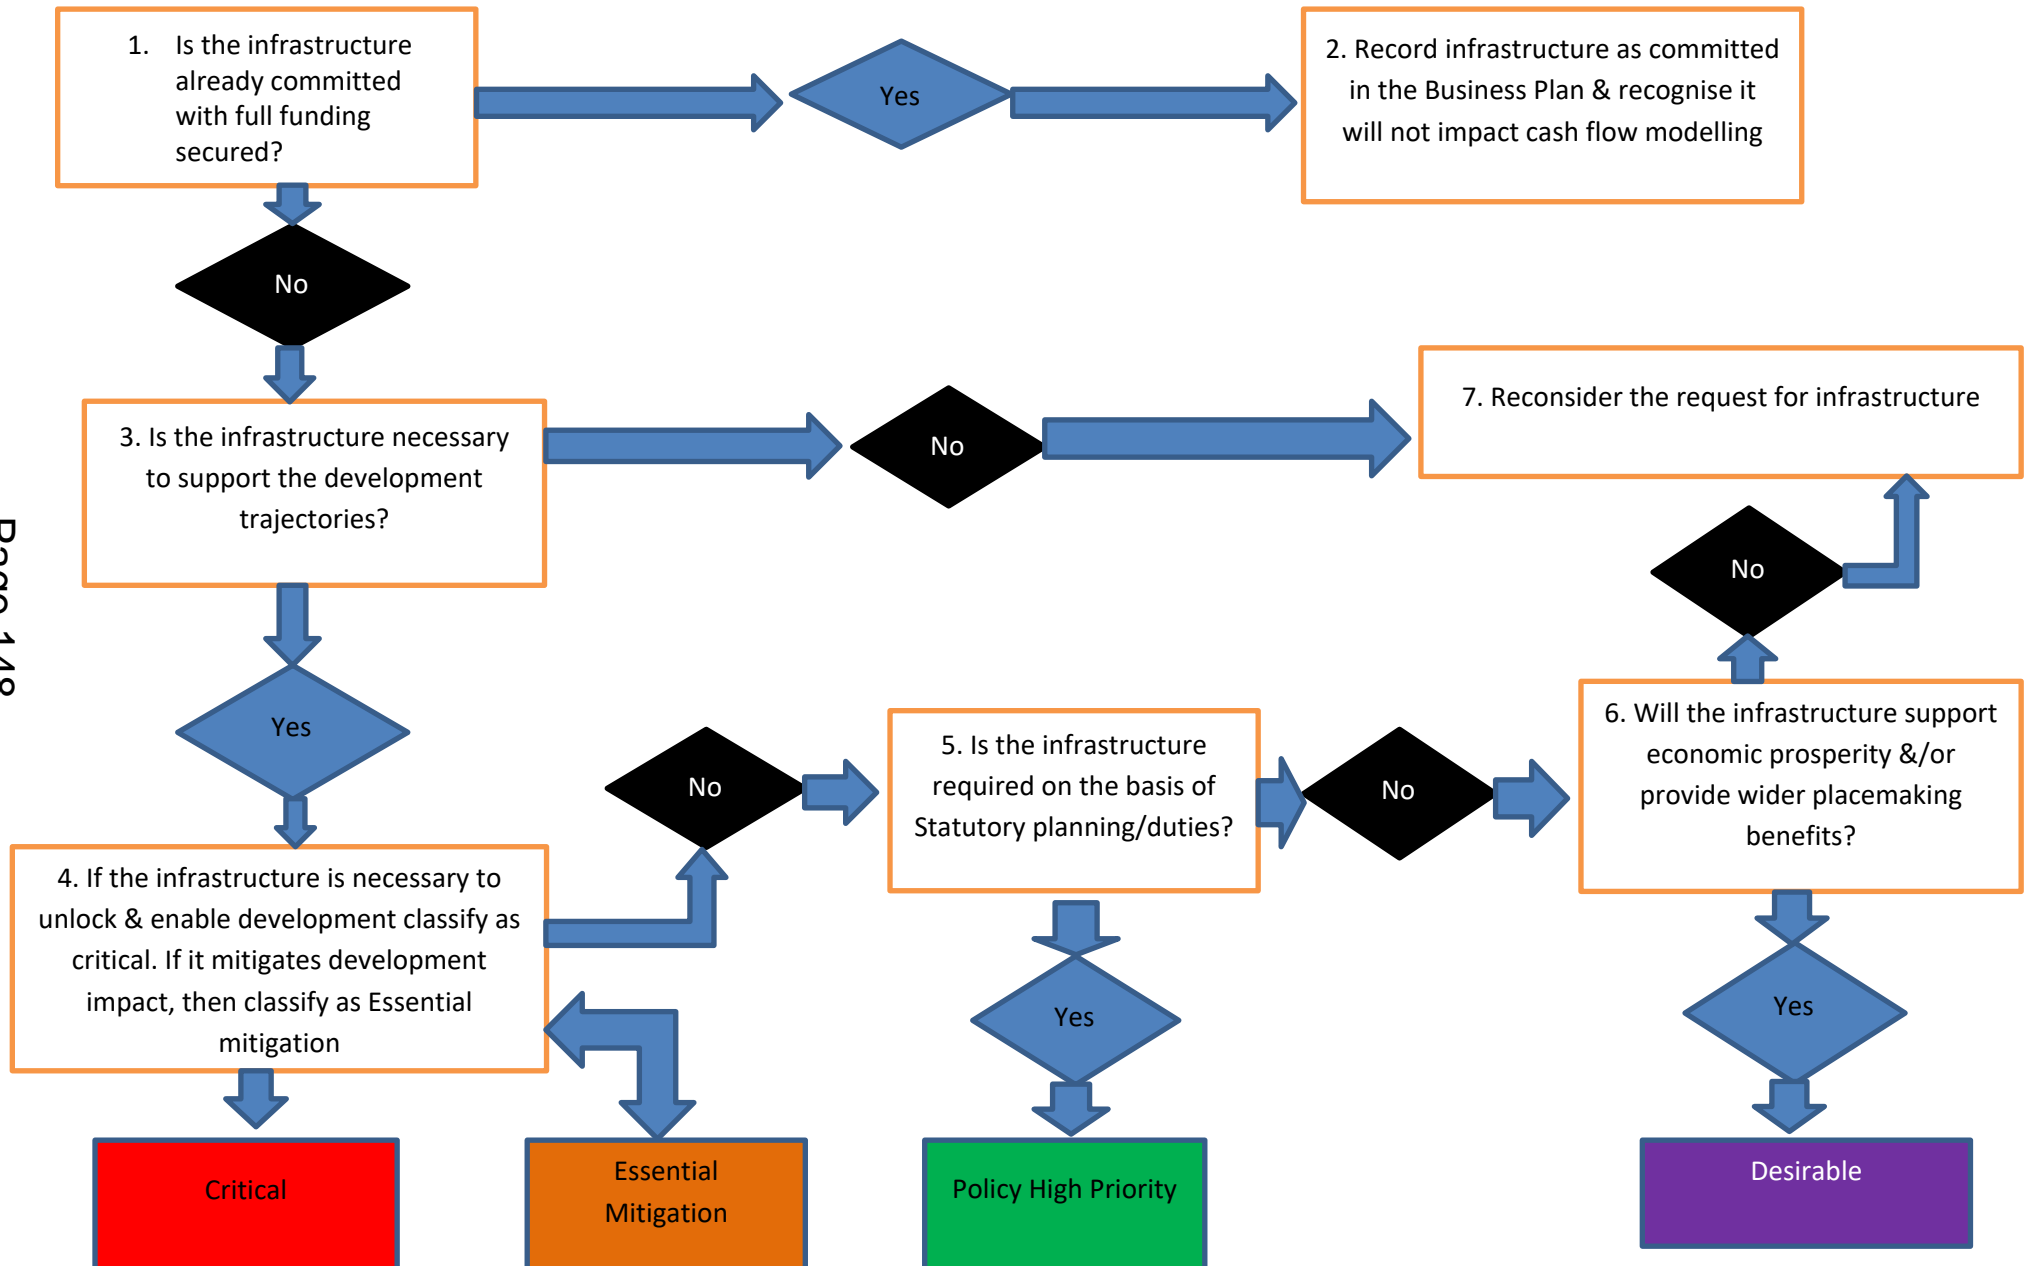 1. Is the infrastructure
already committed
with full funding
secured?
Yes
2. Record infrastructure as committed
in the Business Plan & recognise it
will not impact cash flow modelling
No
3. Is the infrastructure necessary
to support the development
trajectories?
No
7. Reconsider the request for infrastructure
No
Yes
No
5. Is the infrastructure
required on the basis of
Statutory planning/duties?
No
6. Will the infrastructure support
economic prosperity &/or
provide wider placemaking
benefits?
4. If the infrastructure is necessary to
unlock & enable development classify as
critical. If it mitigates development
impact, then classify as Essential
mitigation
Yes
Yes
Critical
Essential
Mitigation
Policy High Priority
Desirable
Page 148